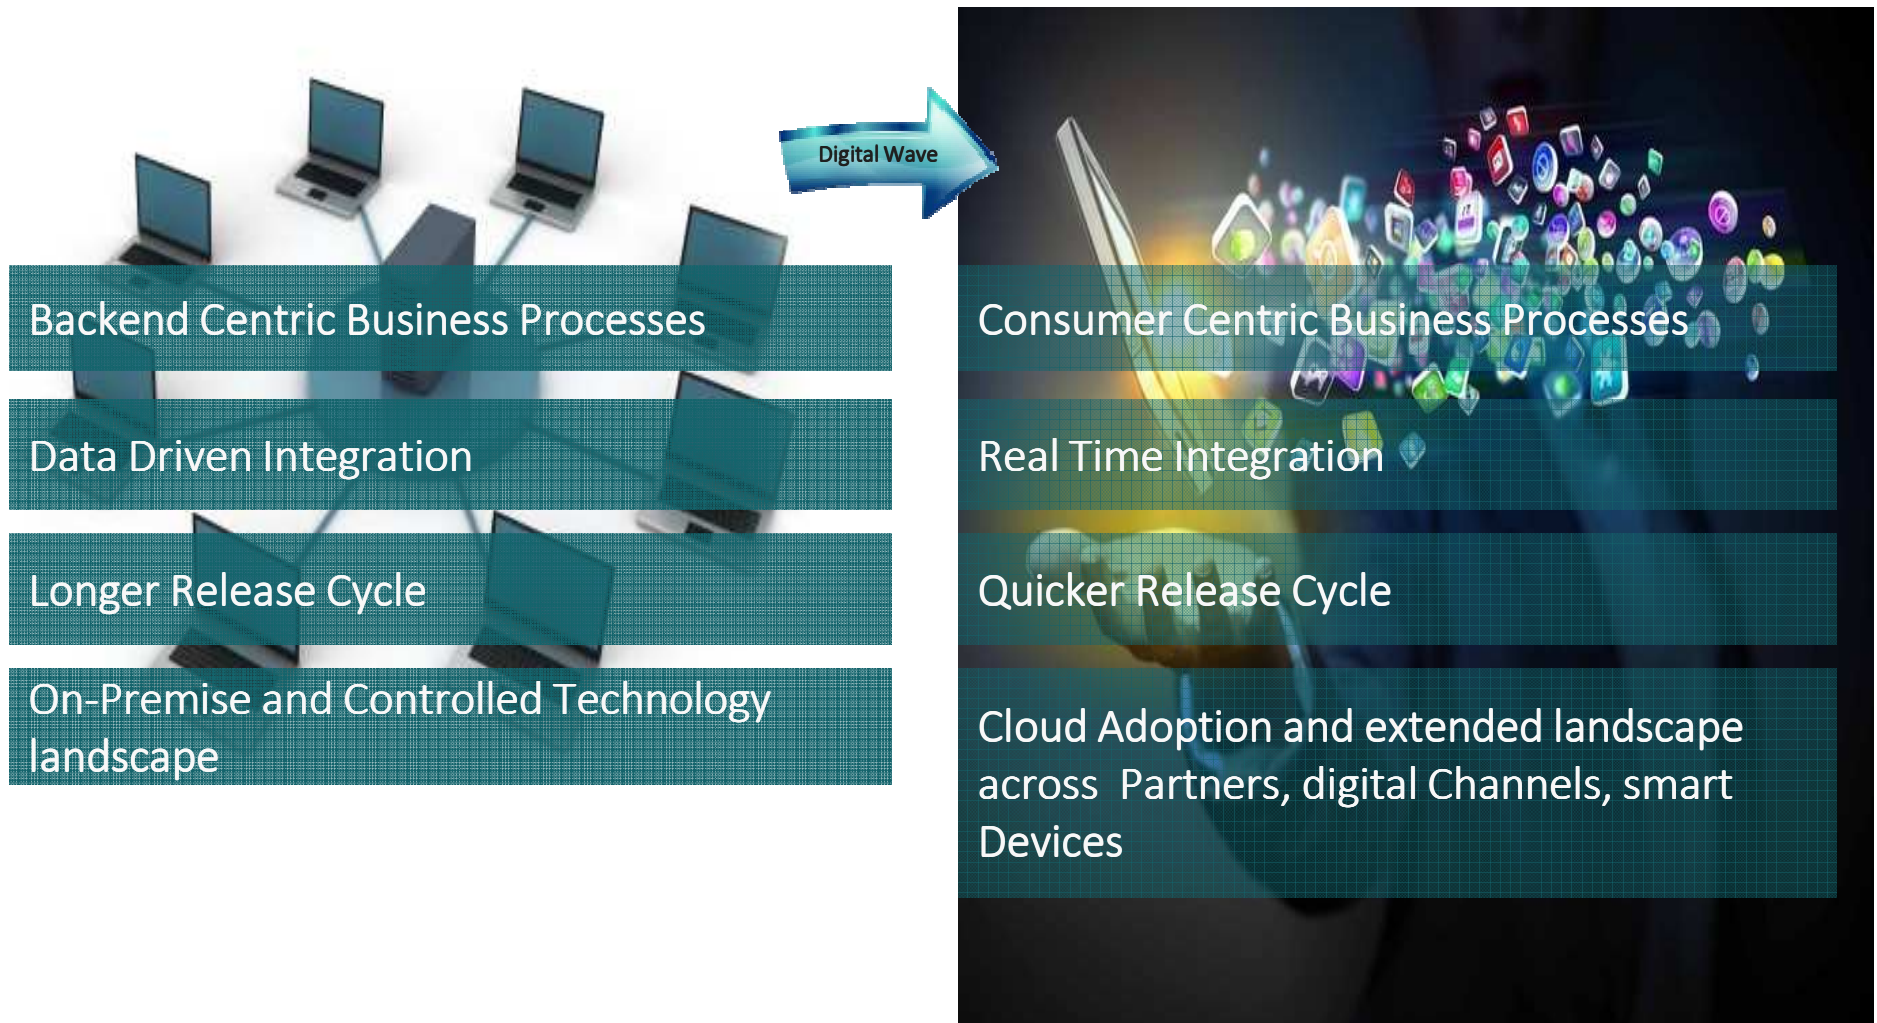 Digital Wave
Backend Centric Business Processes
Data Driven Integration
Longer Release Cycle
On-Premise and Controlled Technology
landscape
Consumer Centric Business Processes
Real Time Integration
Quicker Release Cycle
Cloud Adoption and extended landscape
across  Partners, digital Channels, smart
Devices